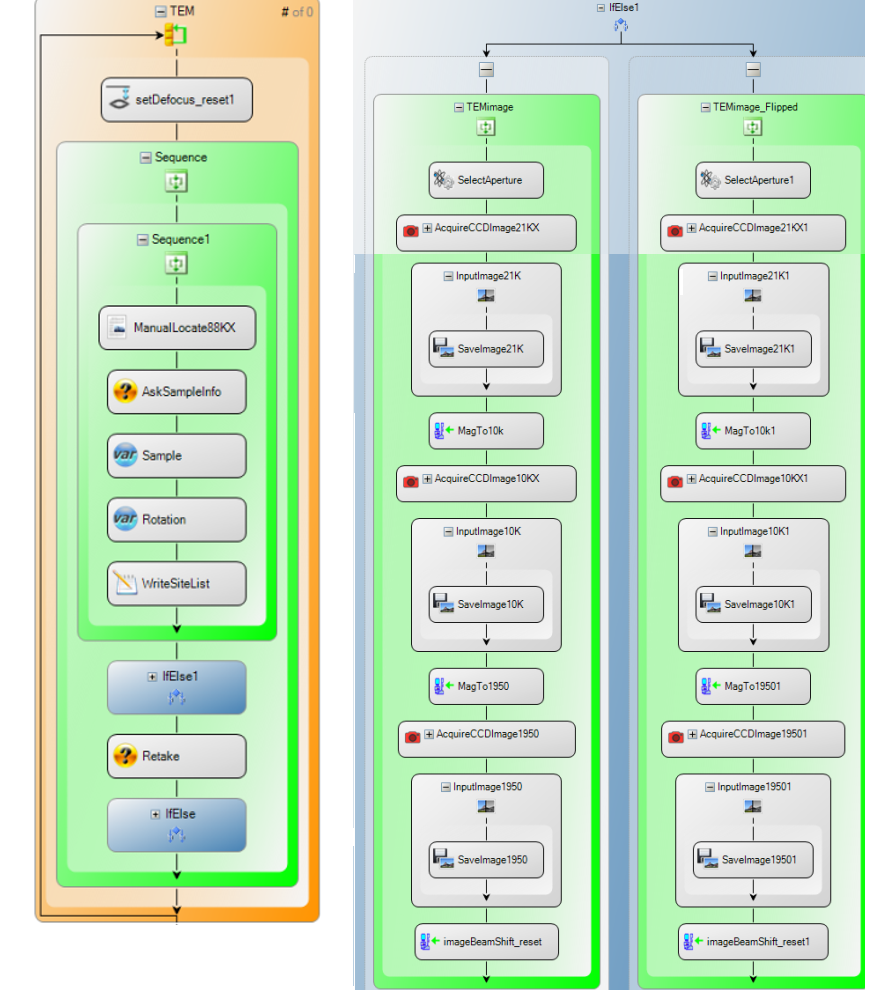 TEM
# of 0
setDefocus_reset1
Sequence
Sequence1
ManualLocate88KX
AskSampleInfo
var Sample
var Rotation
WriteSiteList
IfElse1
Retake
IfElse
IfElse1
TEMimage
SelectAperture
AcquireCCDImage21KX
InputImage21K
SaveImage21K
MagTo10k
AcquireCCDImage10KX
InputImage10K
SaveImage10K
MagTo1950
AcquireCCDImage1950
InputImage1950
SaveImage1950
imageBeamShift_reset
TEMimage_Flipped
SelectAperture1
AcquireCCDImage21KX1
InputImage21K1
SaveImage21K1
MagTo10k1
AcquireCCDImage10KX1
InputImage10K1
SaveImage10K1
MagTo19501
AcquireCCDImage19501
InputImage19501
SaveImage19501
imageBeamShift_reset1